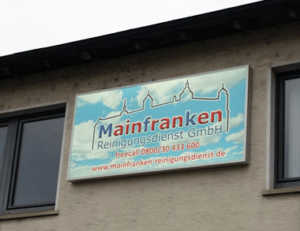 Mainfranken
Reinigungsdienst GmbH
freecall 0800/30 433 600
www.mainfranken-reinigungsdienst.de